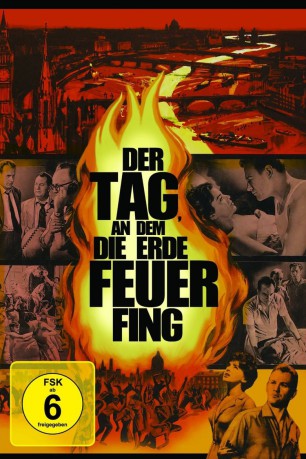 DER
TAG,
AN DEM
DIE ERDE
FEUER
FING
FSK
ab
6
freigegeben